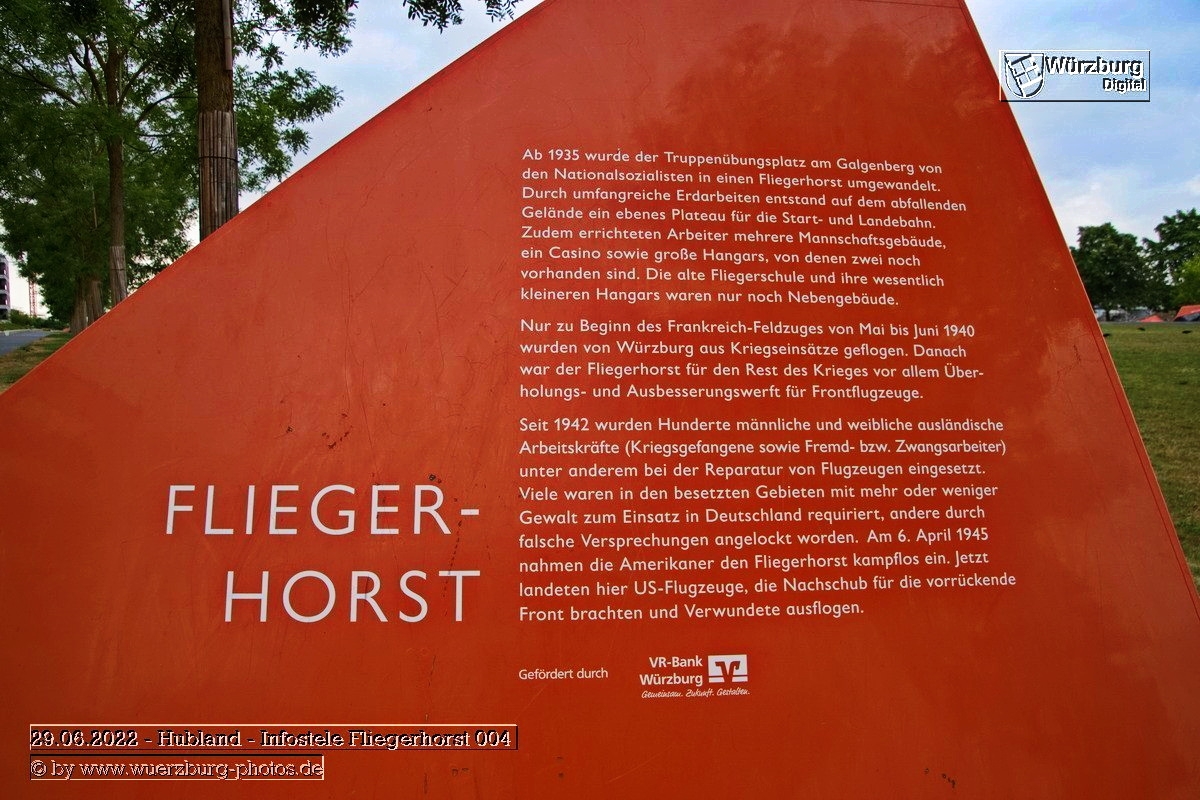 Würzburg
Digital
Ab 1935 wurde der Truppenübungsplatz am Galgenberg von
den Nationalsozialisten in einen Fliegerhorst umgewandelt.
Durch umfangreiche Erdarbeiten entstand auf dem abfallenden
Gelände ein ebenes Plateau für die Start- und Landebahn.
Zudem errichteten Arbeiter mehrere Mannschaftsgebäude,
ein Casino sowie große Hangars, von denen zwei noch
vorhanden sind. Die alte Fliegerschule und ihre wesentlich
kleineren Hangars waren nur noch Nebengebäude.
Nur zu Beginn des Frankreich-Feldzuges von Mai bis Juni 1940
wurden von Würzburg aus Kriegseinsätze geflogen. Danach
war der Fliegerhorst für den Rest des Krieges vor allem Über-
holungs- und Ausbesserungswerft für Frontflugzeuge.
Seit 1942 wurden Hunderte männliche und weibliche ausländische
Arbeitskräfte (Kriegsgefangene sowie Fremd- bzw. Zwangsarbeiter)
unter anderem bei der Reparatur von Flugzeugen eingesetzt.
Viele waren in den besetzten Gebieten mit mehr oder weniger
Gewalt zum Einsatz in Deutschland requiriert, andere durch
falsche Versprechungen angelockt worden. Am 6. April 1945
nahmen die Amerikaner den Fliegerhorst kampflos ein. Jetzt
landeten hier US-Flugzeuge, die Nachschub für die vorrückende
Front brachten und Verwundete ausflogen.
FLIEGER-
HORST
Gefördert durch
VR-Bank
Würzburg
Gemeinsam. Zukunft. Gestalten.
29.06.2022 - Hubland - Infostele Fliegerhorst 004
© by www.wuerzburg-photos.de